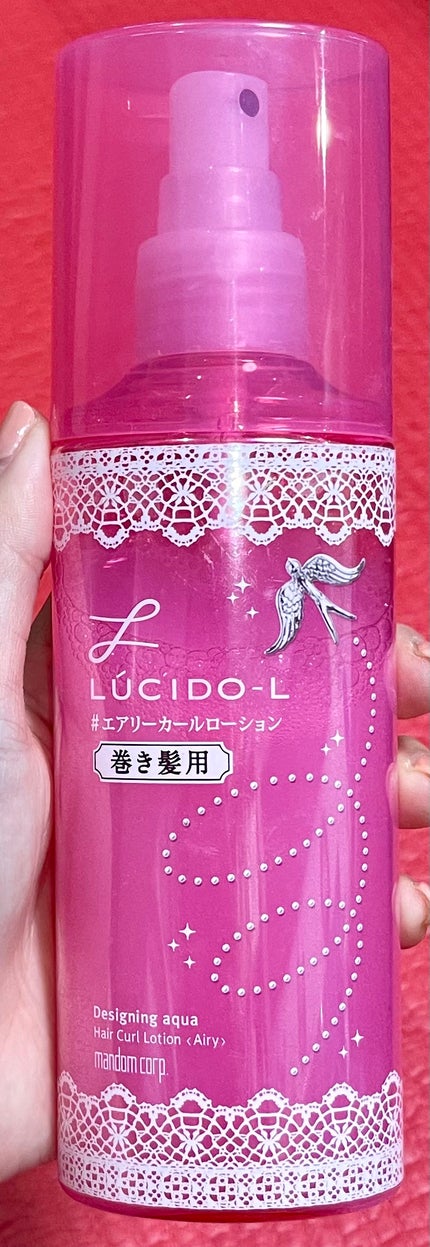 L
LÚCIDO-L
#エアリーカールローション
巻き髪用
Designing aqua
Hair Curl Lotion <Airy>
mandom corp.